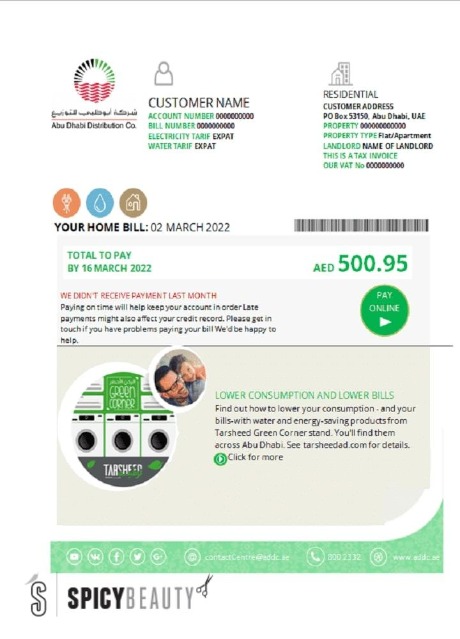 شركة أبوظبي للتوزيع
Abu Dhabi Distribution Co.
CUSTOMER NAME
ACCOUNT NUMBER 0000000000
BILL NUMBER 0000000000
ELECTRICITY TARIF EXPAT
WATER TARIF EXPAT
RESIDENTIAL
CUSTOMER ADDRESS
PO Box 53150, Abu Dhabi, UAE
PROPERTY 000000000000
PROPERTY TYPE Flat/Apartment
LANDLORD NAME OF LANDLORD
THIS IS A TAX INVOICE
OUR VAT No 0000000000
YOUR HOME BILL: 02 MARCH 2022
TOTAL TO PAY
BY 16 MARCH 2022
AED 500.95
WE DIDN'T RECEIVE PAYMENT LAST MONTH
Paying on time will help keep your account in order Late
payments might also affect your credit record. Please get in
touch if you have problems paying your bill We'd be happy to
help.
PAY
ONLINE
GREEN
CORNER
TARSHEED
LOWER CONSUMPTION AND LOWER BILLS
Find out how to lower your consumption - and your
bills-with water and energy-saving products from
Tarsheed Green Corner stand. You'll find them
across Abu Dhabi. See tarsheedad.com for details.
Click for more
contactcentre@addc.ae
800 2332
www.addc.ae
SPICYBEAUTY